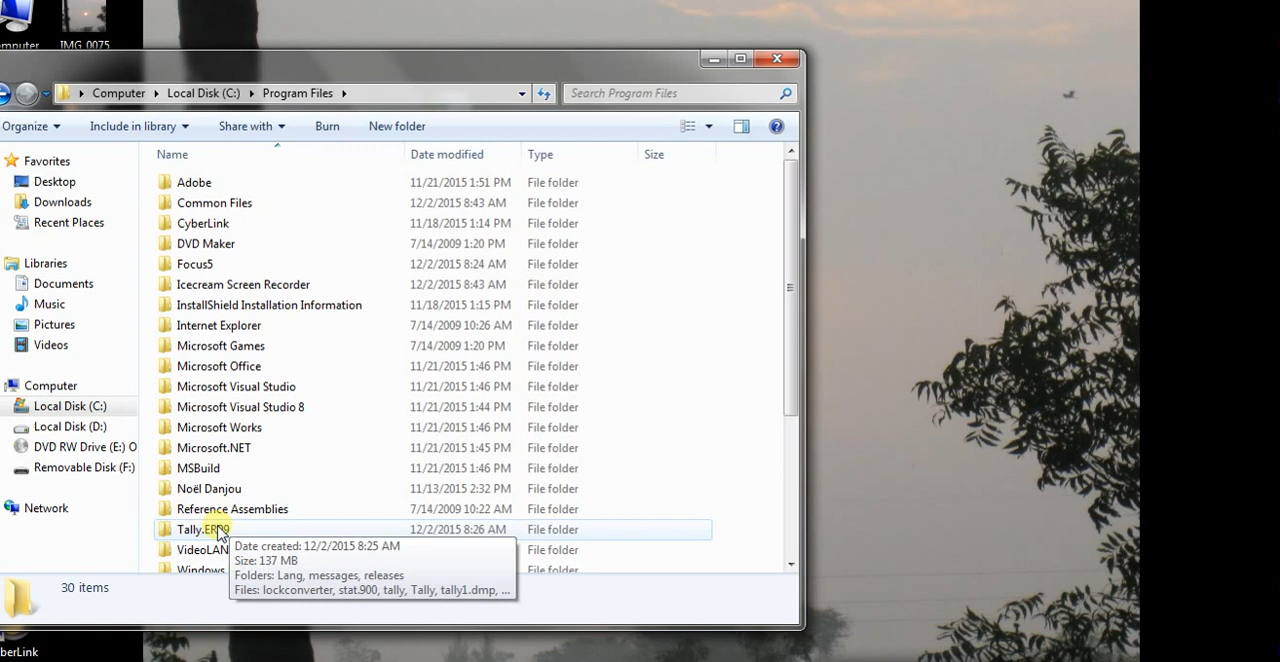 mputer
IMG_0075
Computer
Local Disk (C:)
Program Files
Search Program Files
Organize
Include in library
Share with
Burn
New folder
Name
Date modified
Type
Size
Favorites
Desktop
Downloads
Recent Places
Libraries
Documents
Music
Pictures
Videos
Computer
Local Disk (C:)
Local Disk (D:)
DVD RW Drive (E:) O
Removable Disk (F:)
Network
Adobe 11/21/2015 1:51 PM File folder
Common Files 12/2/2015 8:43 AM File folder
CyberLink 11/18/2015 1:14 PM File folder
DVD Maker 7/14/2009 1:20 PM File folder
Focus5 12/2/2015 8:24 AM File folder
Icecream Screen Recorder 12/2/2015 8:43 AM File folder
InstallShield Installation Information 11/18/2015 1:15 PM File folder
Internet Explorer 7/14/2009 10:26 AM File folder
Microsoft Games 7/14/2009 1:20 PM File folder
Microsoft Office 11/21/2015 1:46 PM File folder
Microsoft Visual Studio 11/21/2015 1:46 PM File folder
Microsoft Visual Studio 8 11/21/2015 1:44 PM File folder
Microsoft Works 11/21/2015 1:46 PM File folder
Microsoft.NET 11/21/2015 1:45 PM File folder
MSBuild 11/21/2015 1:46 PM File folder
Noël Danjou 11/13/2015 2:32 PM File folder
Reference Assemblies 7/14/2009 10:22 AM File folder
Tally.ERP9 12/2/2015 8:26 AM File folder
VideoLAN
Windows
Date created: 12/2/2015 8:25 AM
Size: 137 MB
Folders: Lang, messages, releases
Files: lockconverter, stat.900, tally, Tally, tally1.dmp, ...
30 items
berLink